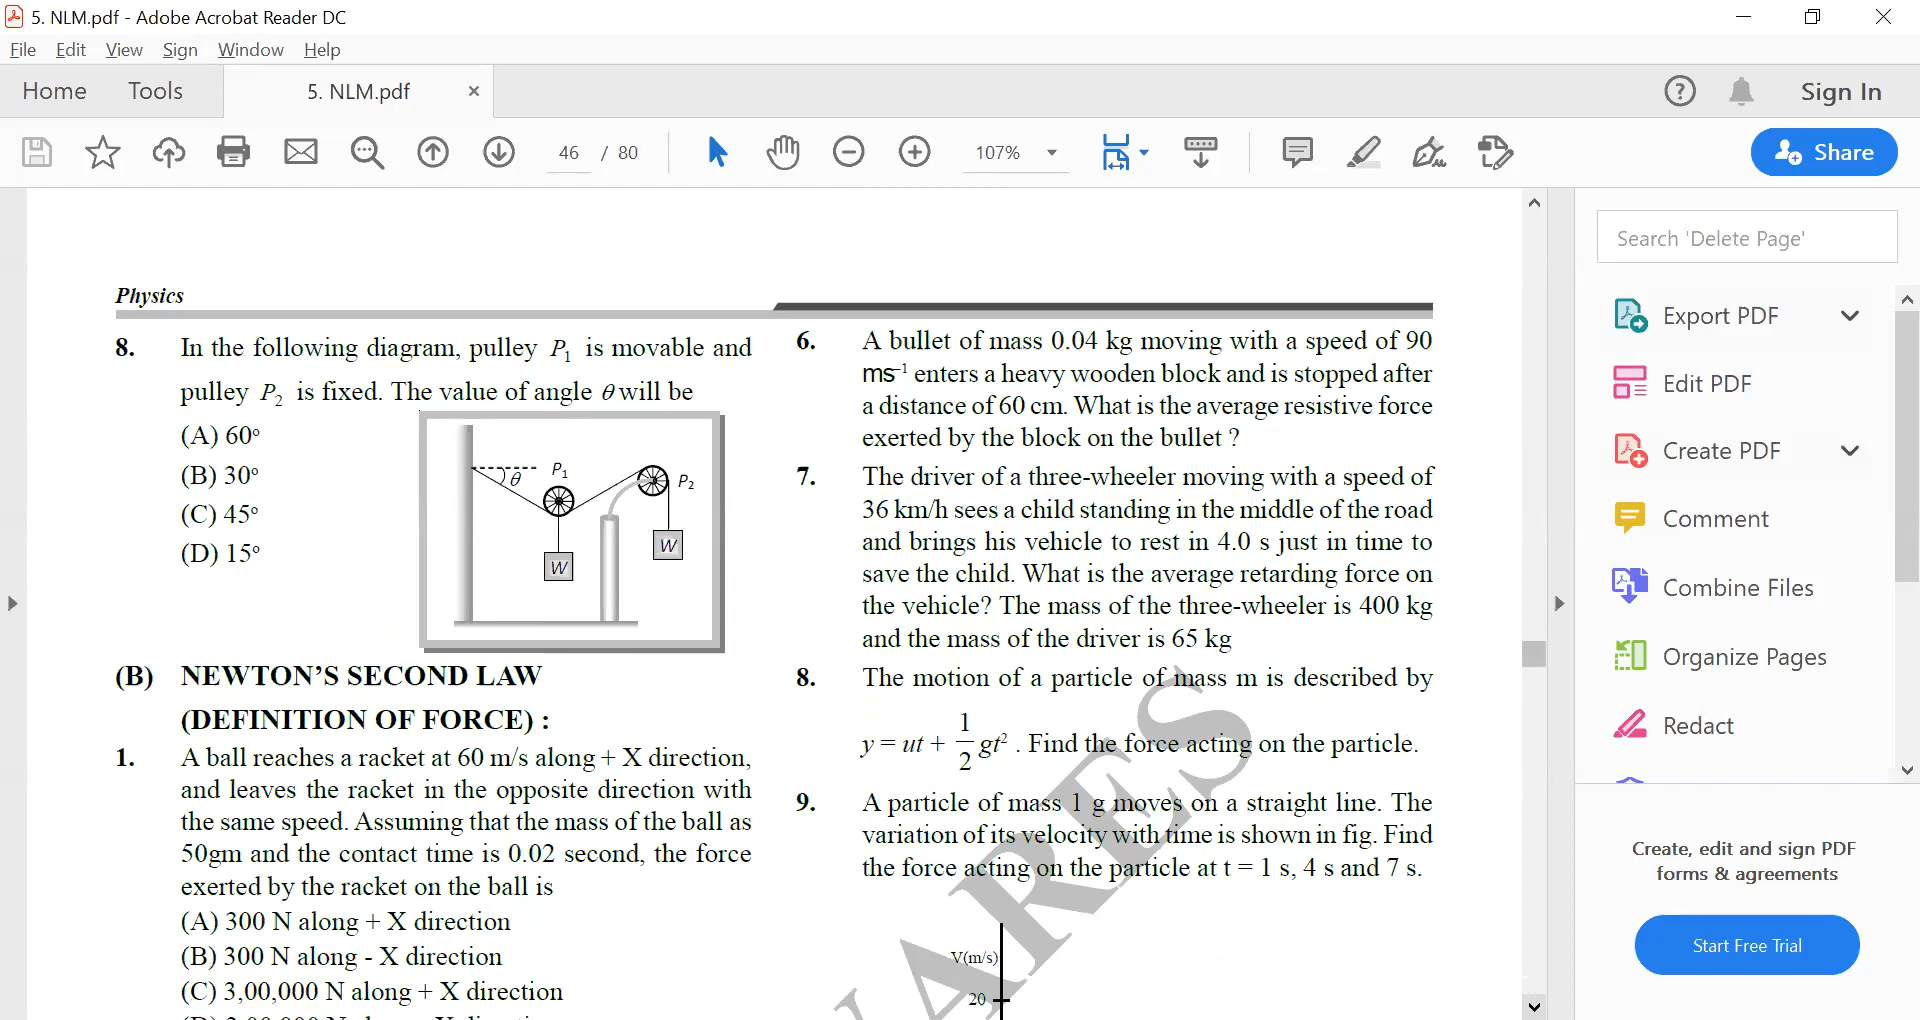 5. NLM.pdf - Adobe Acrobat Reader DC
File Edit View Sign Window Help
Home Tools 5. NLM.pdf × Sign In
46 / 80 107% Share
Physics
8. In the following diagram, pulley P₁ is movable and
pulley P₂ is fixed. The value of angle θ will be
(A) 60°
(B) 30°
(C) 45°
(D) 15°
θ P₁ P₂
W
W
(B) NEWTON'S SECOND LAW
(DEFINITION OF FORCE) :
1. A ball reaches a racket at 60 m/s along + X direction,
and leaves the racket in the opposite direction with
the same speed. Assuming that the mass of the ball as
50gm and the contact time is 0.02 second, the force
exerted by the racket on the ball is
(A) 300 N along + X direction
(B) 300 N along - X direction
(C) 3,00,000 N along + X direction
6. A bullet of mass 0.04 kg moving with a speed of 90
ms⁻¹ enters a heavy wooden block and is stopped after
a distance of 60 cm. What is the average resistive force
exerted by the block on the bullet ?
7. The driver of a three-wheeler moving with a speed of
36 km/h sees a child standing in the middle of the road
and brings his vehicle to rest in 4.0 s just in time to
save the child. What is the average retarding force on
the vehicle? The mass of the three-wheeler is 400 kg
and the mass of the driver is 65 kg
8. The motion of a particle of mass m is described by
y = ut + 1/2 gt² . Find the force acting on the particle.
9. A particle of mass 1 g moves on a straight line. The
variation of its velocity with time is shown in fig. Find
the force acting on the particle at t = 1 s, 4 s and 7 s.
V(m/s)
20
ARES
Search 'Delete Page'
Export PDF
Edit PDF
Create PDF
Comment
Combine Files
Organize Pages
Redact
Create, edit and sign PDF
forms & agreements
Start Free Trial